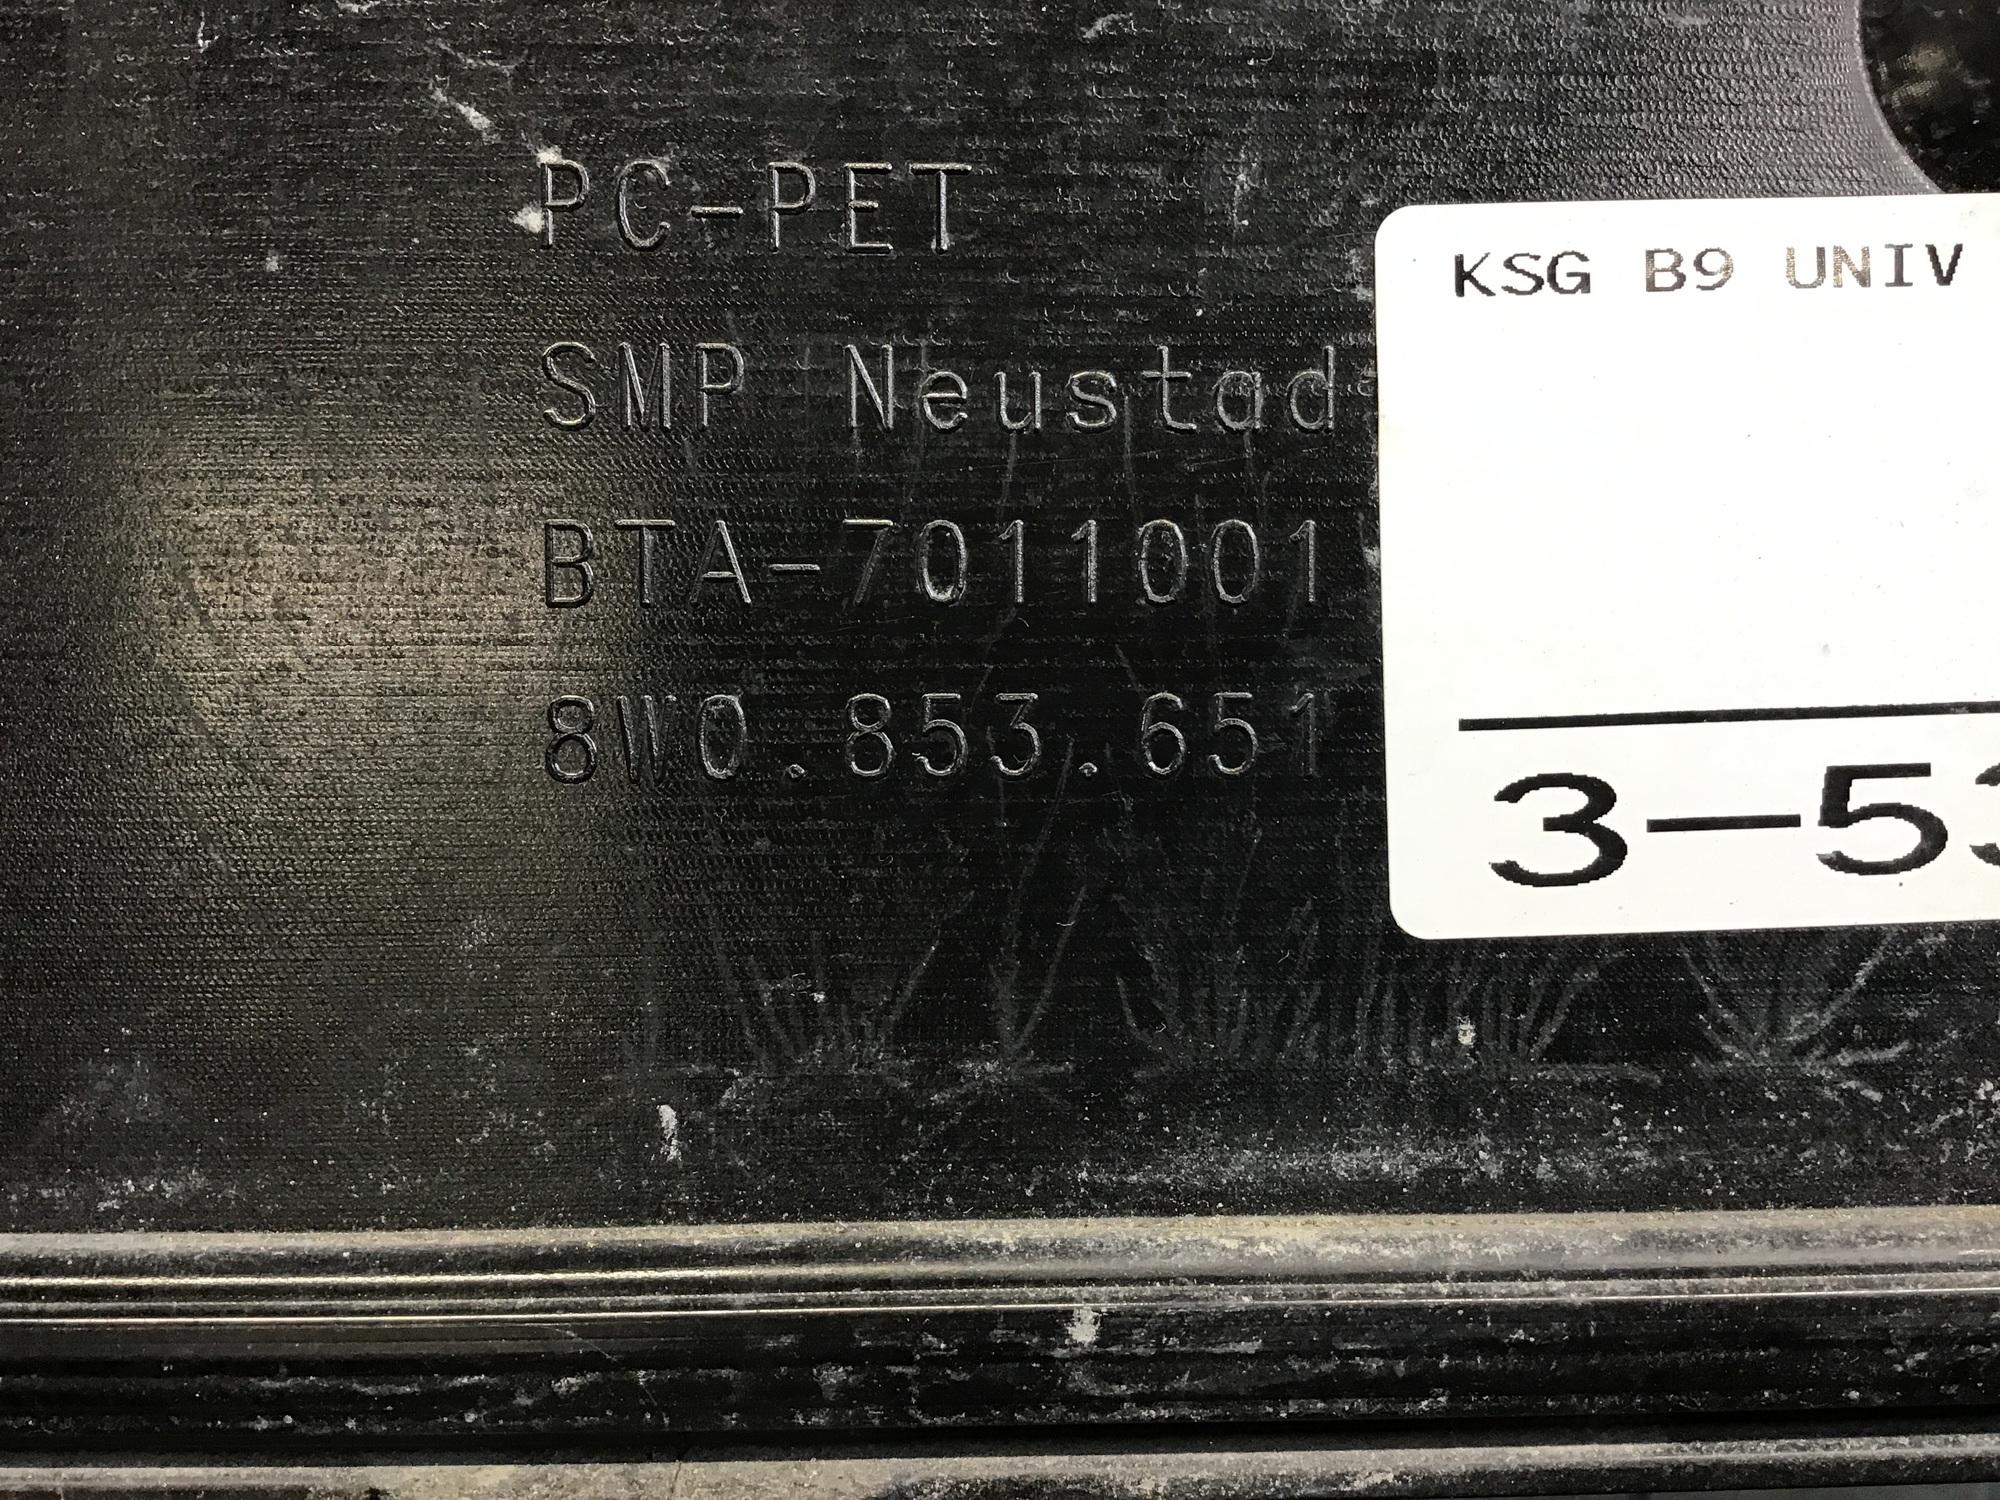 PC-PET
SMP Neustad
BTA-7011001
8W0.853.651
KSG B9 UNIV
3-53